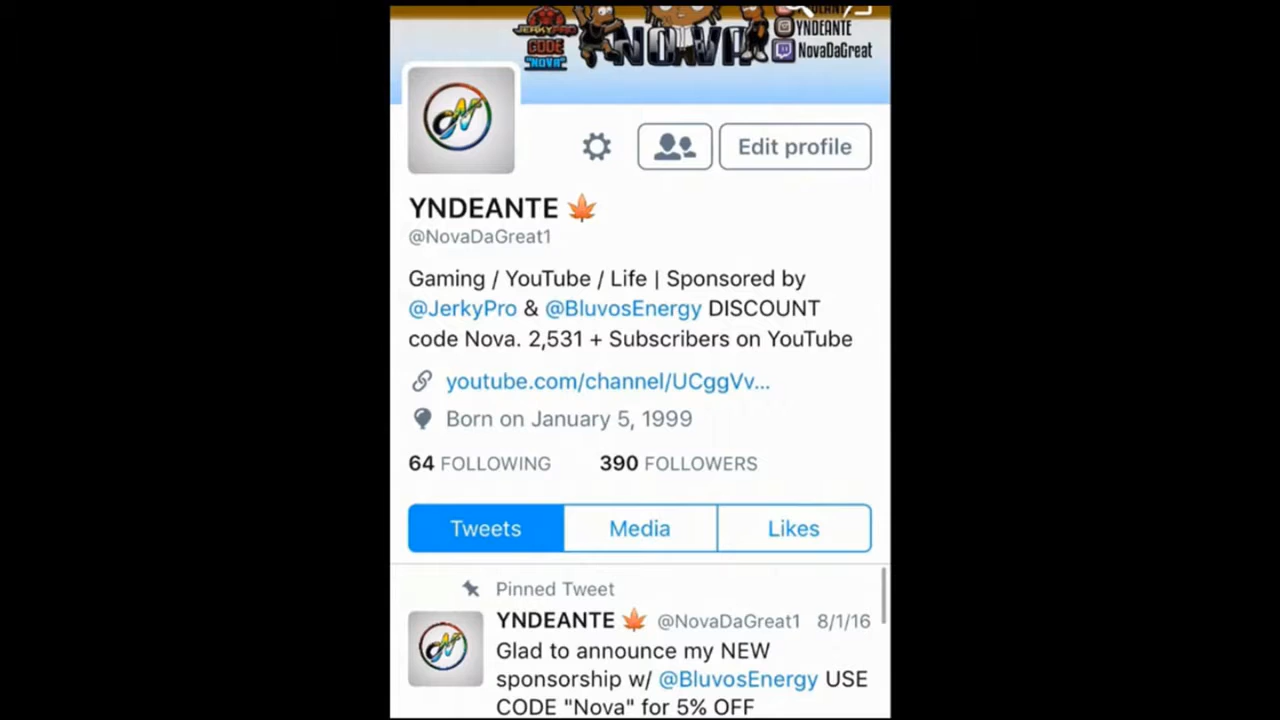 JERKYPRO
CODE
"NOVA"
NOVA
YNDEANTE
NovaDaGreat
Edit profile
YNDEANTE 🍁
@NovaDaGreat1
Gaming / YouTube / Life | Sponsored by
@JerkyPro & @BluvosEnergy DISCOUNT
code Nova. 2,531 + Subscribers on YouTube
youtube.com/channel/UCggVv...
Born on January 5, 1999
64 FOLLOWING 390 FOLLOWERS
Tweets Media Likes
Pinned Tweet
YNDEANTE 🍁 @NovaDaGreat1 8/1/16
Glad to announce my NEW
sponsorship w/ @BluvosEnergy USE
CODE "Nova" for 5% OFF